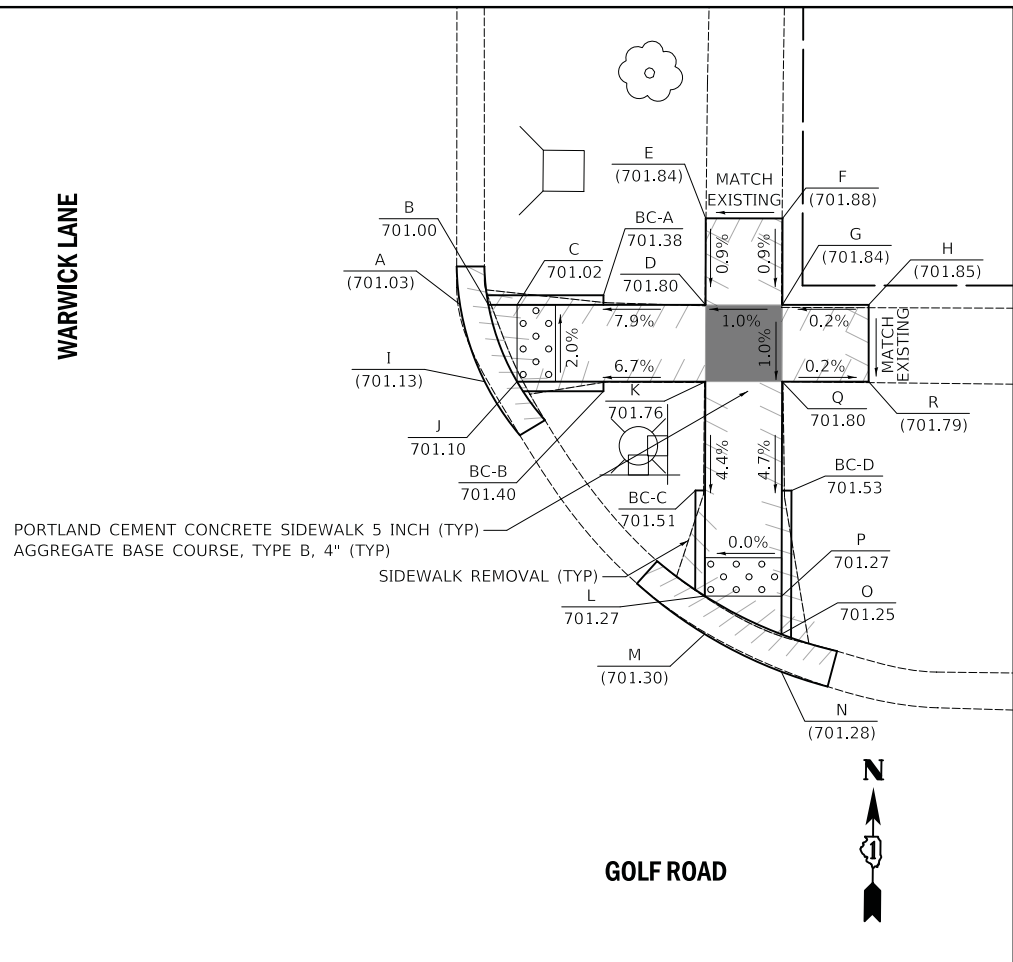 E
(701.84)
MATCH
EXISTING
F
(701.88)
B
701.00
BC-A
701.38
0.9%
0.9%
G
(701.84)
H
(701.85)
A
(701.03)
C
701.02
D
701.80
WARWICK LANE
7.9%
1.0%
0.2%
2.0%
1.0%
MATCH
EXISTING
I
(701.13)
6.7%
0.2%
K
701.76
Q
701.80
R
(701.79)
J
701.10
BC-B
701.40
4.4%
4.7%
BC-C
701.51
BC-D
701.53
PORTLAND CEMENT CONCRETE SIDEWALK 5 INCH (TYP)
AGGREGATE BASE COURSE, TYPE B, 4" (TYP)
0.0%
P
701.27
SIDEWALK REMOVAL (TYP)
L
701.27
O
701.25
M
(701.30)
N
(701.28)
N
1
GOLF ROAD